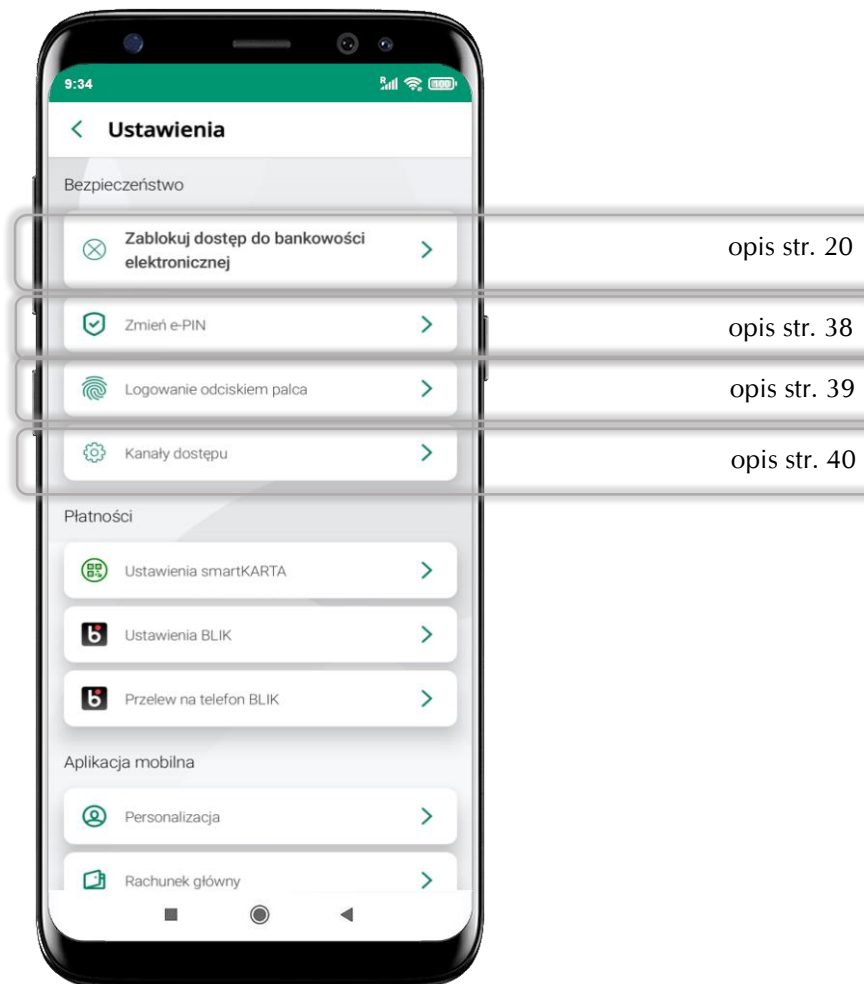 9:34
R 100
Ustawienia
Bezpieczeństwo
Zablokuj dostęp do bankowości
elektronicznej
opis str. 20
Zmień e-PIN
opis str. 38
Logowanie odciskiem palca
opis str. 39
Kanały dostępu
opis str. 40
Płatności
Ustawienia smartKARTA
b Ustawienia BLIK
b Przelew na telefon BLIK
Aplikacja mobilna
Personalizacja
Rachunek główny